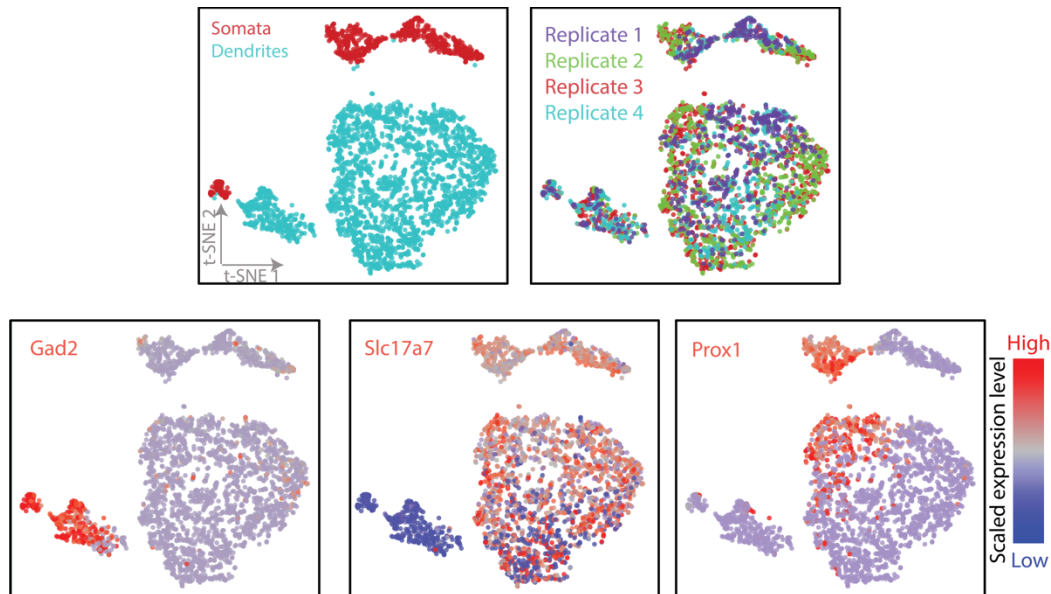 Somata
Dendrites
t-SNE 2
t-SNE 1
Replicate 1
Replicate 2
Replicate 3
Replicate 4
Gad2
Slc17a7
Prox1
High
Scaled expression level
Low